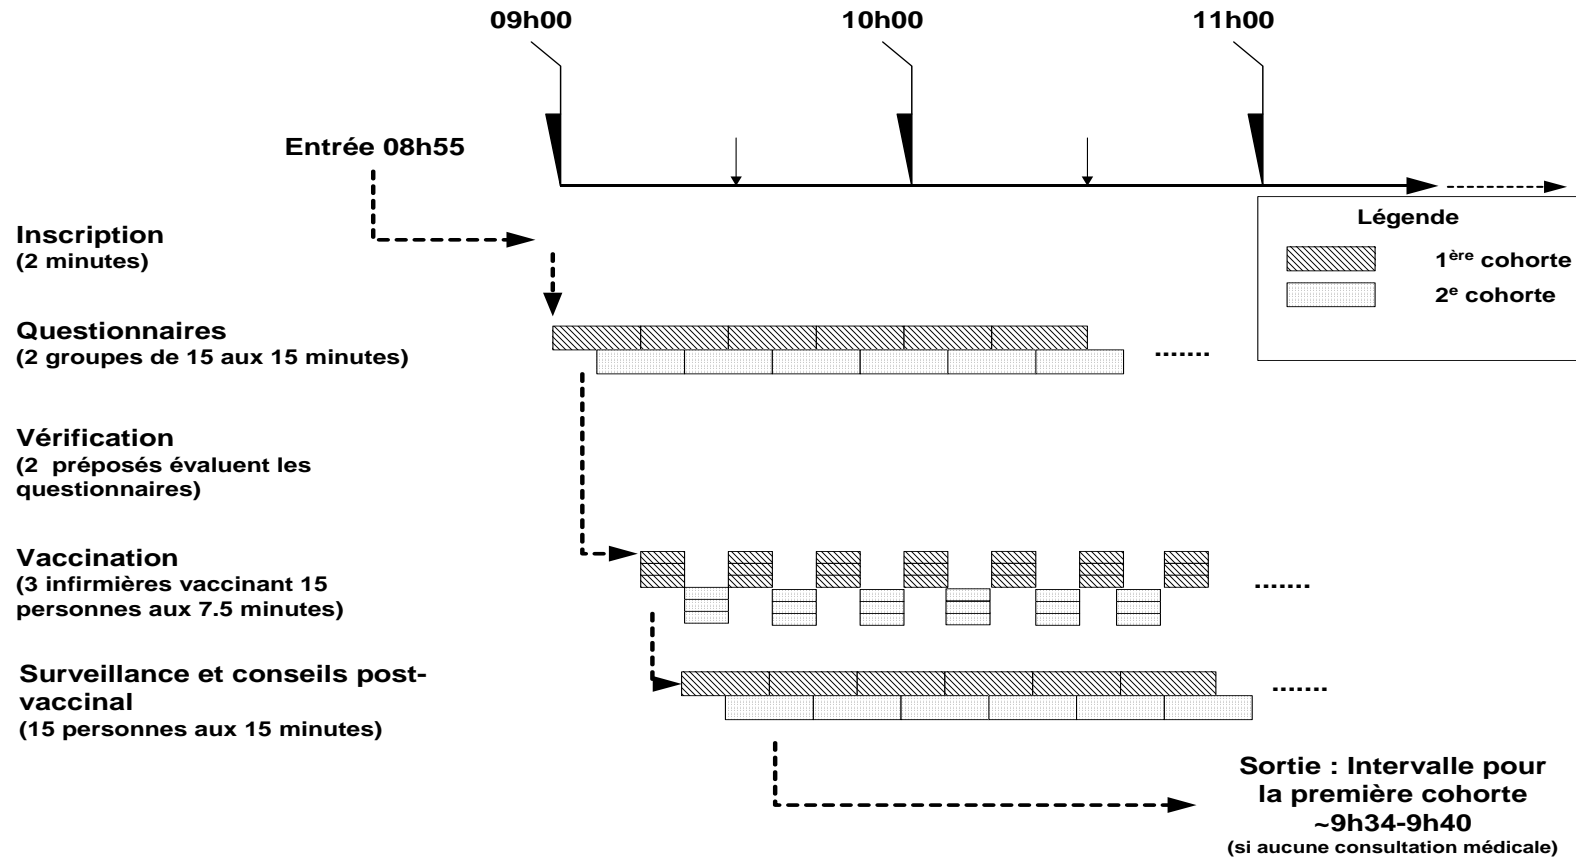 09h00
10h00
11h00
Entrée 08h55
Légende
1ère cohorte
2e cohorte
Inscription
(2 minutes)
Questionnaires
(2 groupes de 15 aux 15 minutes)
.......
Vérification
(2 préposés évaluent les
questionnaires)
Vaccination
(3 infirmières vaccinant 15
personnes aux 7.5 minutes)
.......
Surveillance et conseils post-
vaccinal
(15 personnes aux 15 minutes)
.......
Sortie : Intervalle pour
la première cohorte
~9h34-9h40
(si aucune consultation médicale)